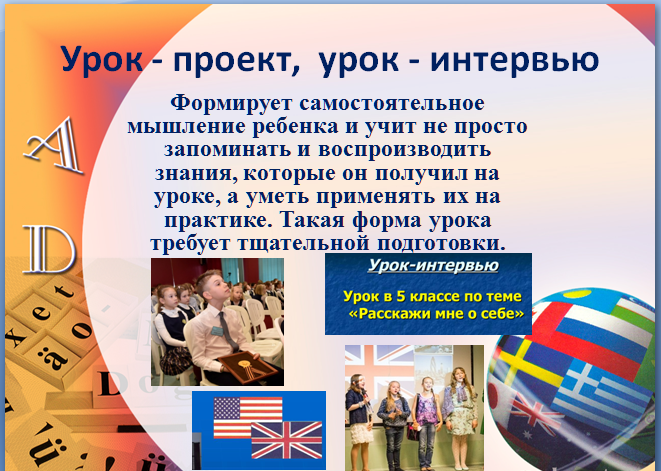 Урок - проект, урок - интервью
Формирует самостоятельное
мышление ребенка и учит не просто
запоминать и воспроизводить
знания, которые он получил на
уроке, а уметь применять их на
практике. Такая форма урока
требует тщательной подготовки.
A
D
Урок-интервью
Урок в 5 классе по теме
«Расскажи мне о себе»
x e t
ä o
D o g
ü